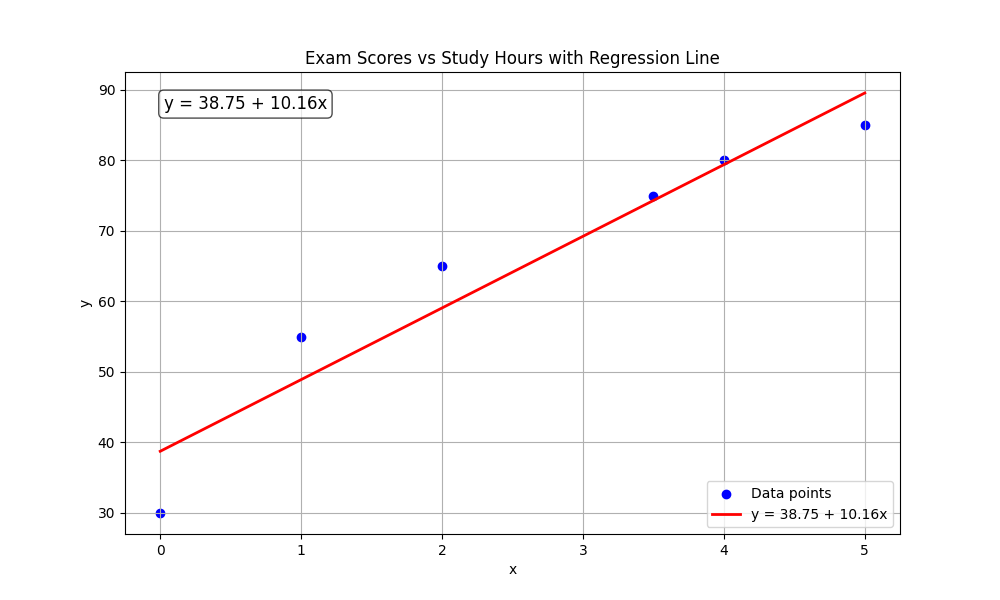 Exam Scores vs Study Hours with Regression Line
y = 38.75 + 10.16x
90
80
70
60
50
40
30
y
0 1 2 3 4 5
x
Data points
y = 38.75 + 10.16x